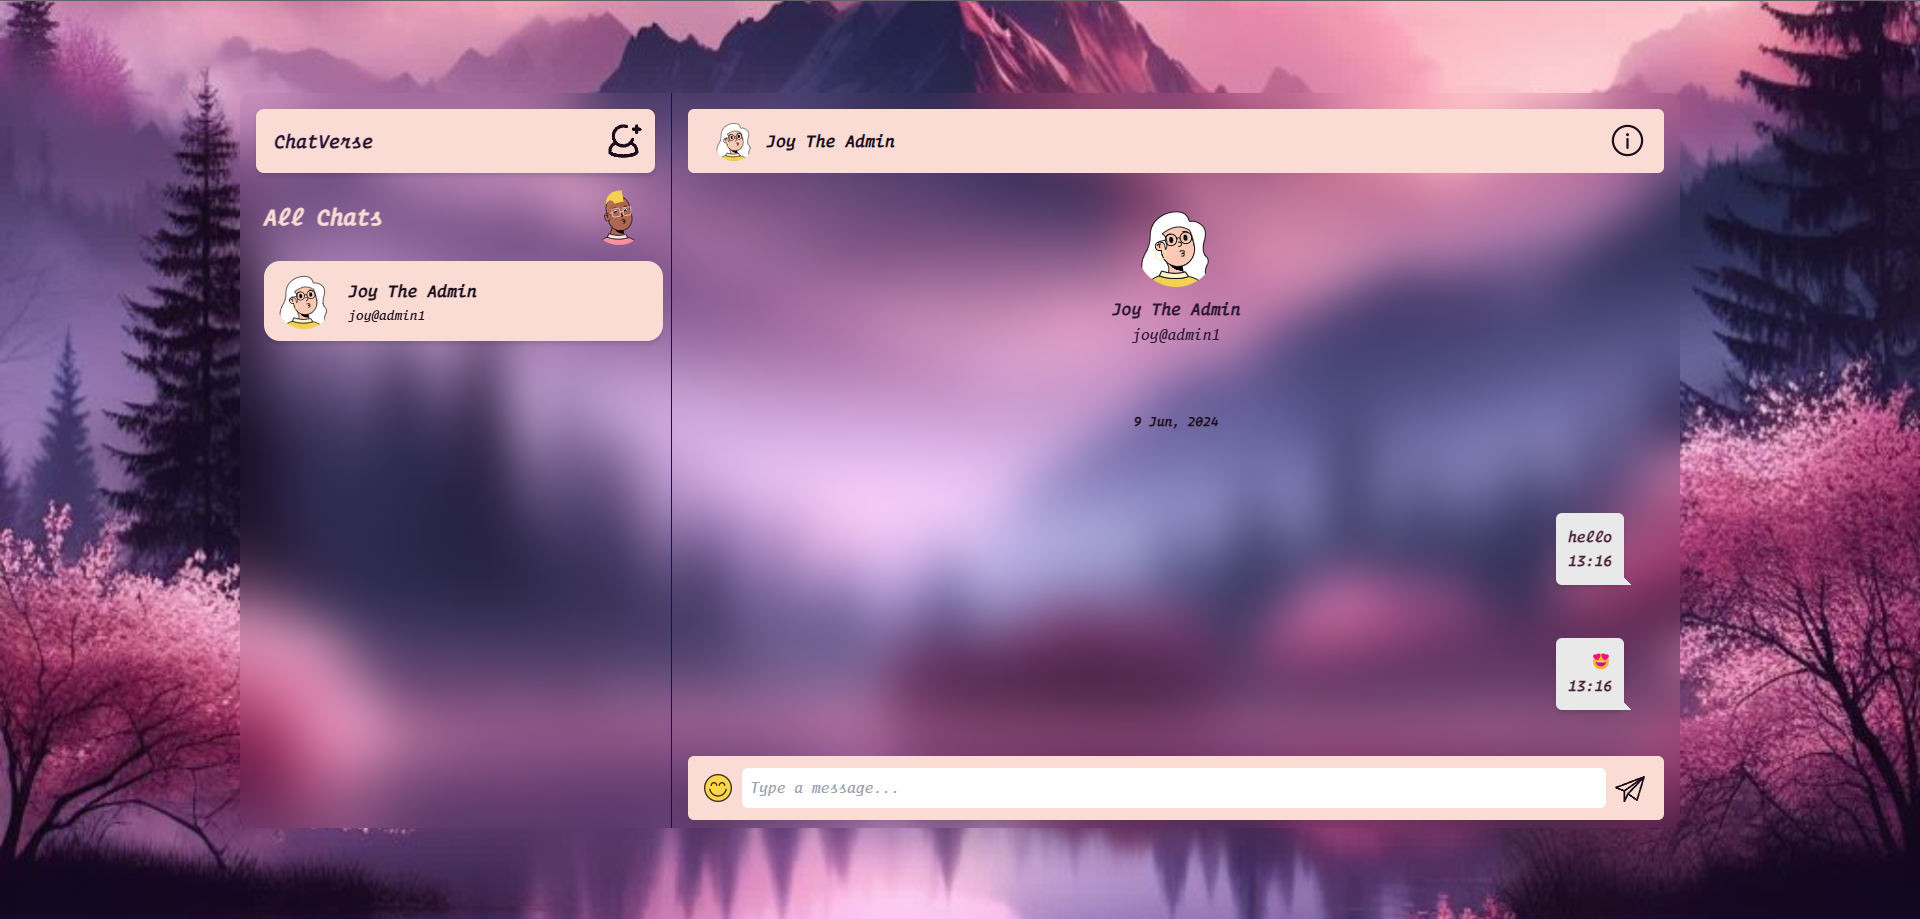 ChatVerse
All Chats
Joy The Admin
joy@admin1
Joy The Admin
Joy The Admin
joy@admin1
9 Jun, 2024
hello
13:16
😍
13:16
Type a message...